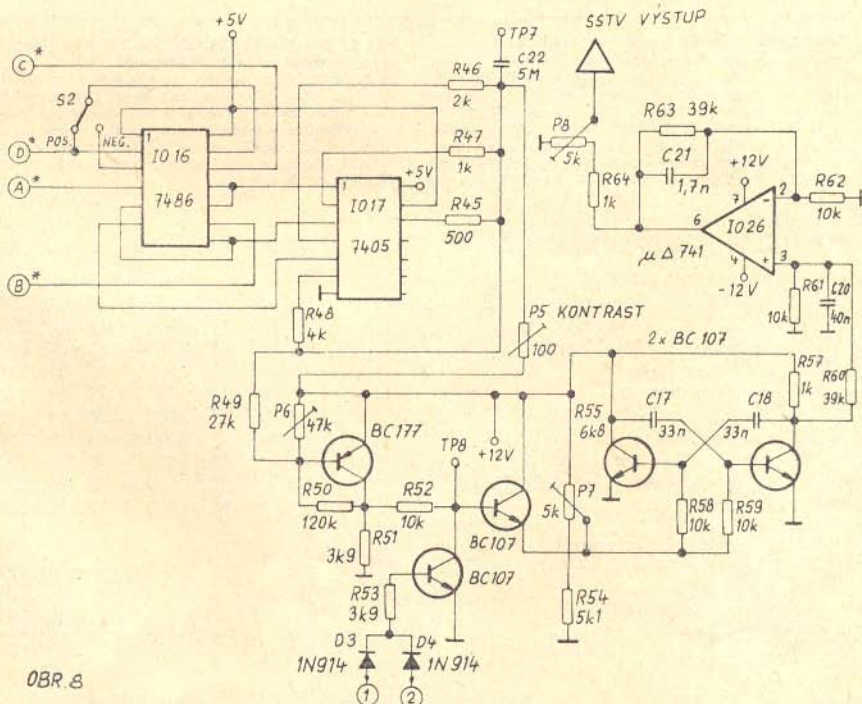 SSTV VÝSTUP
+5V
TP7
C*
C22
5M
R46
2k
S2
R63 39k
P8
5k
POS.
NEG.
R47
1k
C21
1,7n
+12V
D*
R64
1k
+5V
7
2
R62
10k
A*
IO16
7486
1
IO17
7405
R45
500
6
IO26
μΔ741
4
3
-12V
R61
10k
C20
40n
B*
R48
4k
P5 KONTRAST
100
2x BC 107
R57
1k
R60
39k
R49
27k
P6
47k
BC177
R55
6k8
C17
33n
C18
33n
TP8
+12V
R50
120k
R52
10k
P7
5k
R58
10k
R59
10k
R51
3k9
BC107
BC107
R53
3k9
R54
5k1
D3
1N914
D4
1N914
1
2
OBR.8